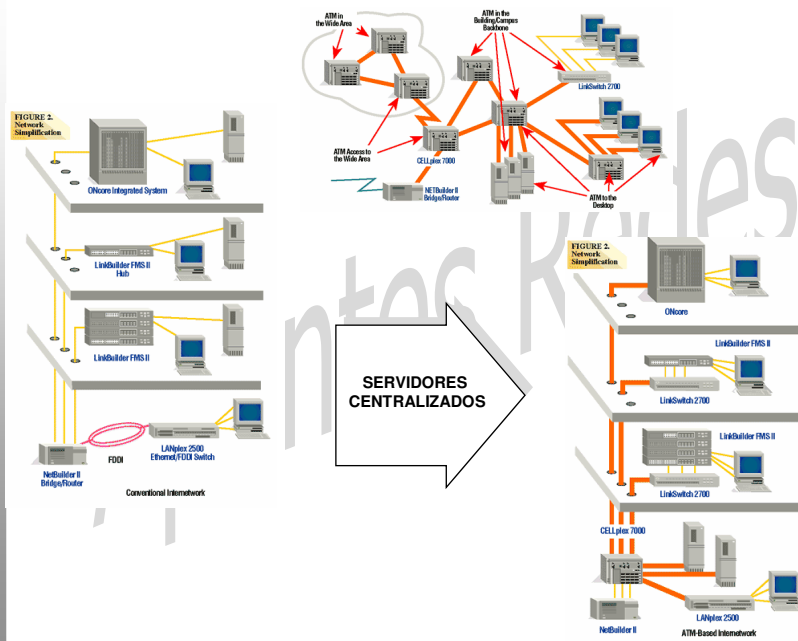 ATM in
the Wide Area
ATM in the
Building/Campus
Backbone
LinkSwitch 2700
ATM Access to
the Wide Area
CELLplex 7000
NETBuilder II
Bridge/Router
ATM to the
Desktop
FIGURE 2.
Network
Simplification
ONcore Integrated System
LinkBuilder FMS II
Hub
LinkBuilder FMS II
FDDI
LANplex 2500
Ethernet/FDDI Switch
NetBuilder II
Bridge/Router
Conventional Internetwork
SERVIDORES
CENTRALIZADOS
FIGURE 2.
Network
Simplification
ONcore
LinkBuilder FMS II
LinkSwitch 2700
LinkBuilder FMS II
LinkSwitch 2700
CELLplex 7000
LANplex 2500
NetBuilder II
ATM-Based Internetwork